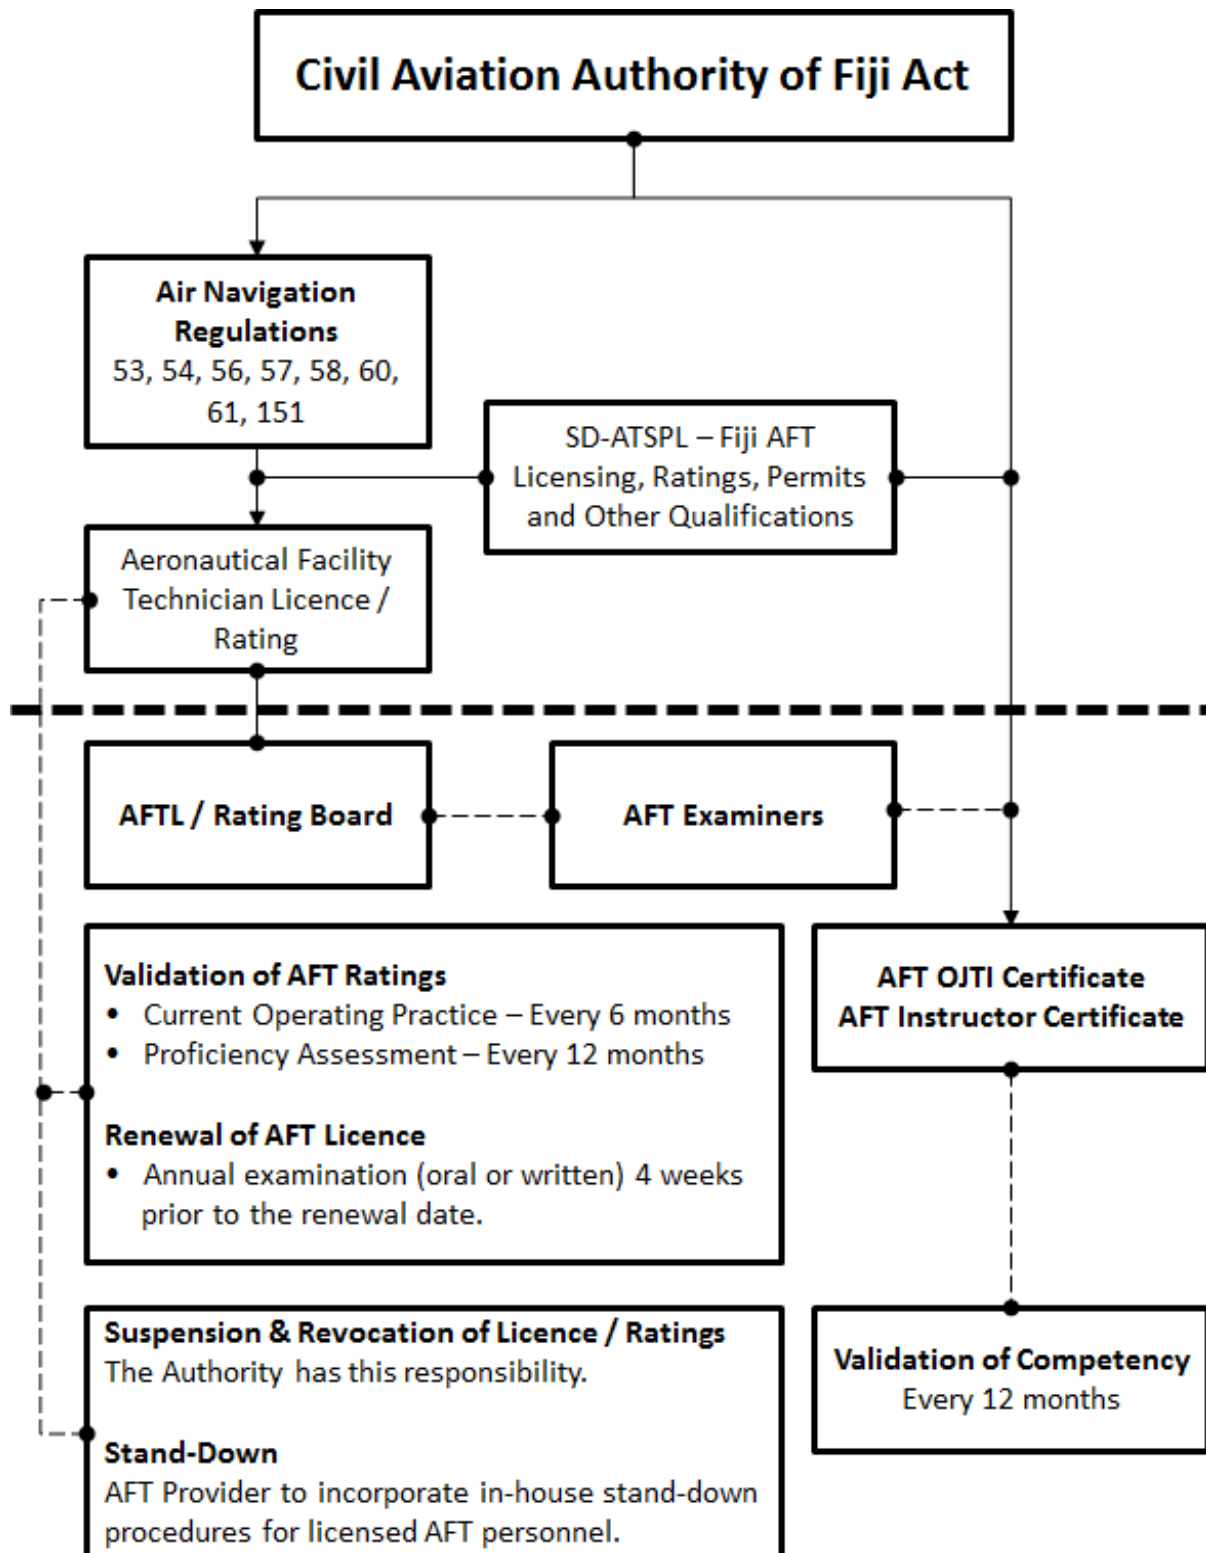 Civil Aviation Authority of Fiji Act
Air Navigation
Regulations
53, 54, 56, 57, 58, 60,
61, 151
SD-ATSPL – Fiji AFT
Licensing, Ratings, Permits
and Other Qualifications
Aeronautical Facility
Technician Licence /
Rating
AFTL / Rating Board
AFT Examiners
Validation of AFT Ratings
• Current Operating Practice – Every 6 months
• Proficiency Assessment – Every 12 months
Renewal of AFT Licence
• Annual examination (oral or written) 4 weeks
prior to the renewal date.
AFT OJTI Certificate
AFT Instructor Certificate
Suspension & Revocation of Licence / Ratings
The Authority has this responsibility.
Stand-Down
AFT Provider to incorporate in-house stand-down
procedures for licensed AFT personnel.
Validation of Competency
Every 12 months